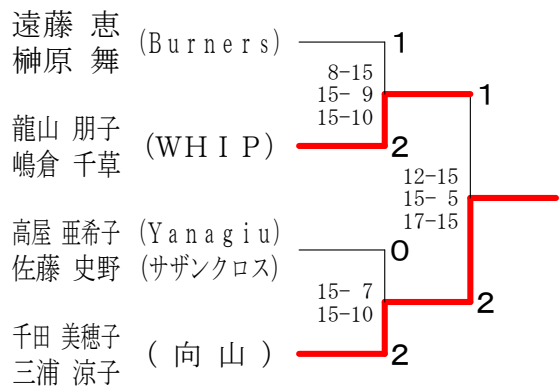 遠藤 恵 (Burners) 1
榊原 舞
8-15
15- 9
15-10
1
龍山 朋子 (WHIP) 2
嶋倉 千草
12-15
15- 5
17-15
高屋 亜希子 (Yanagiu) 0
佐藤 史野 (サザンクロス)
15- 7
15-10
2
千田 美穂子 (向山) 2
三浦 涼子